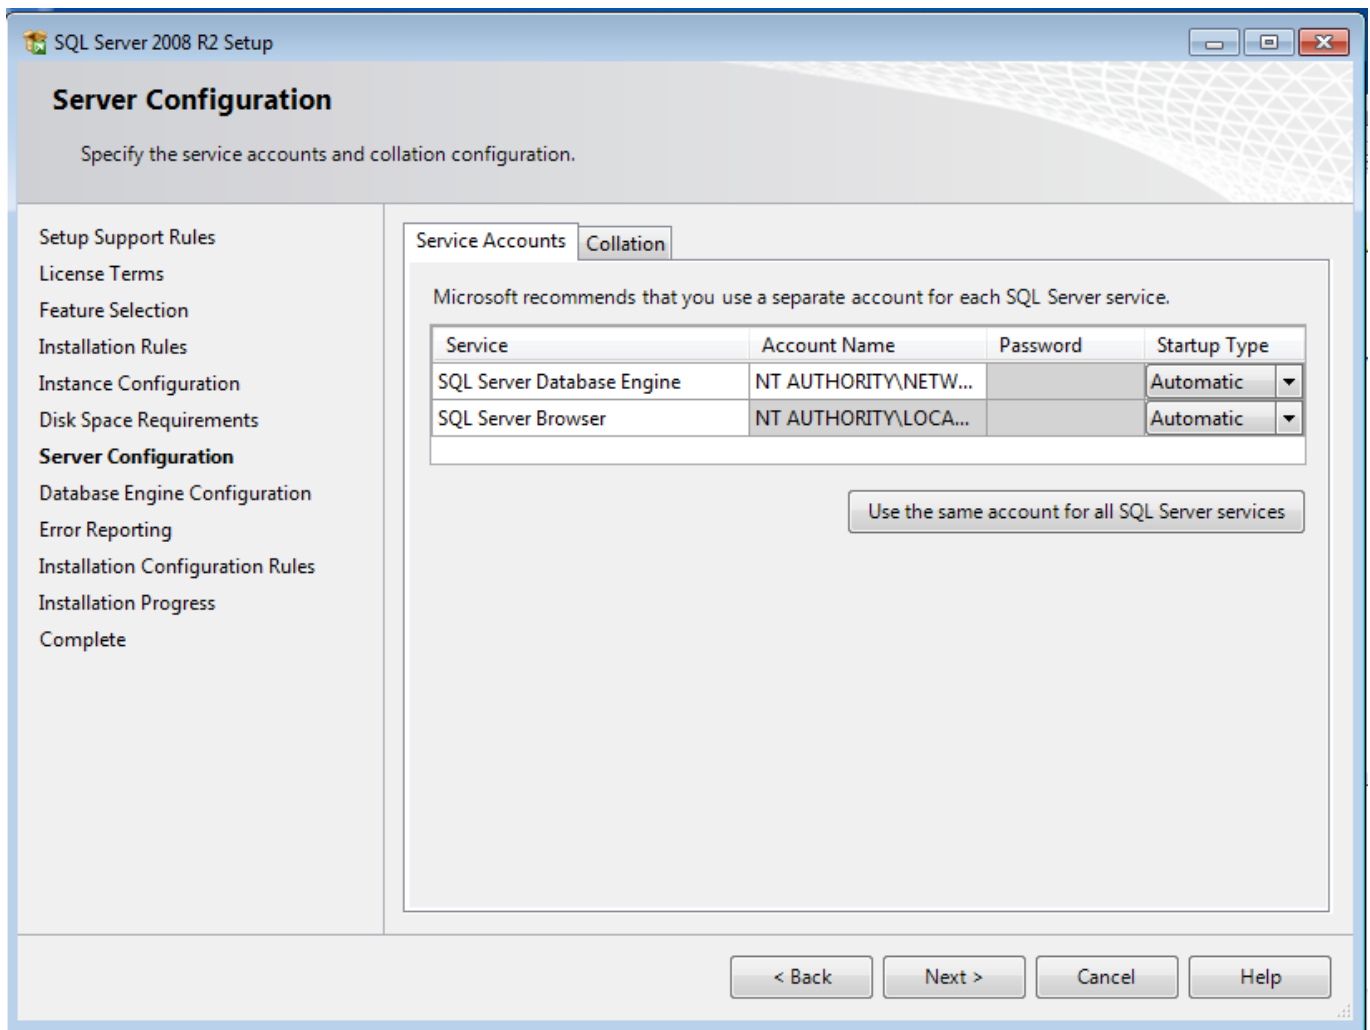 SQL Server 2008 R2 Setup
Server Configuration
Specify the service accounts and collation configuration.
Setup Support Rules
License Terms
Feature Selection
Installation Rules
Instance Configuration
Disk Space Requirements
Server Configuration
Database Engine Configuration
Error Reporting
Installation Configuration Rules
Installation Progress
Complete
Service Accounts Collation
Microsoft recommends that you use a separate account for each SQL Server service.
Service Account Name Password Startup Type
SQL Server Database Engine NT AUTHORITY\NETW... Automatic
SQL Server Browser NT AUTHORITY\LOCA... Automatic
Use the same account for all SQL Server services
< Back Next > Cancel Help